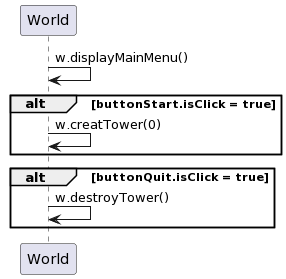 World
w.displayMainMenu()
alt [buttonStart.isClick = true]
w.creatTower(0)
alt [buttonQuit.isClick = true]
w.destroyTower()
World